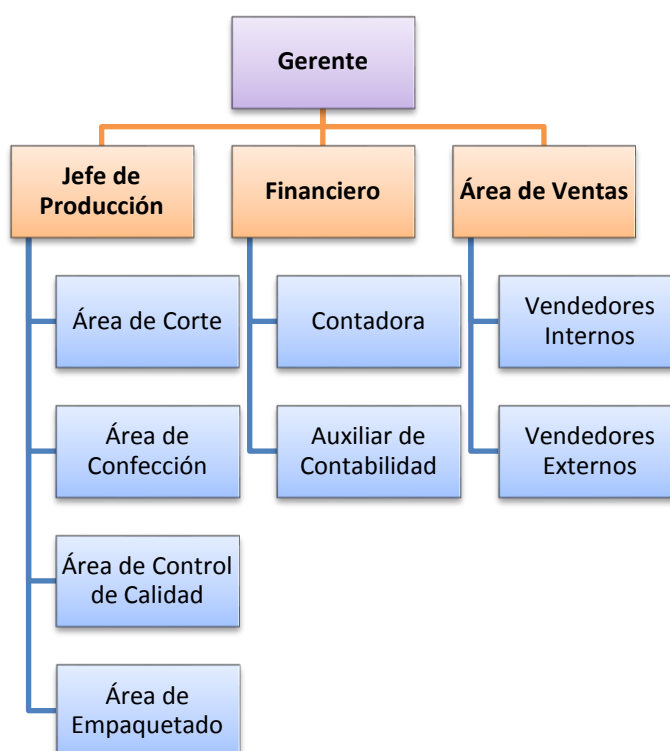 Gerente
Jefe de
Producción
Financiero
Área de Ventas
Área de Corte
Contadora
Vendedores
Internos
Área de
Confección
Auxiliar de
Contabilidad
Vendedores
Externos
Área de Control
de Calidad
Área de
Empaquetado